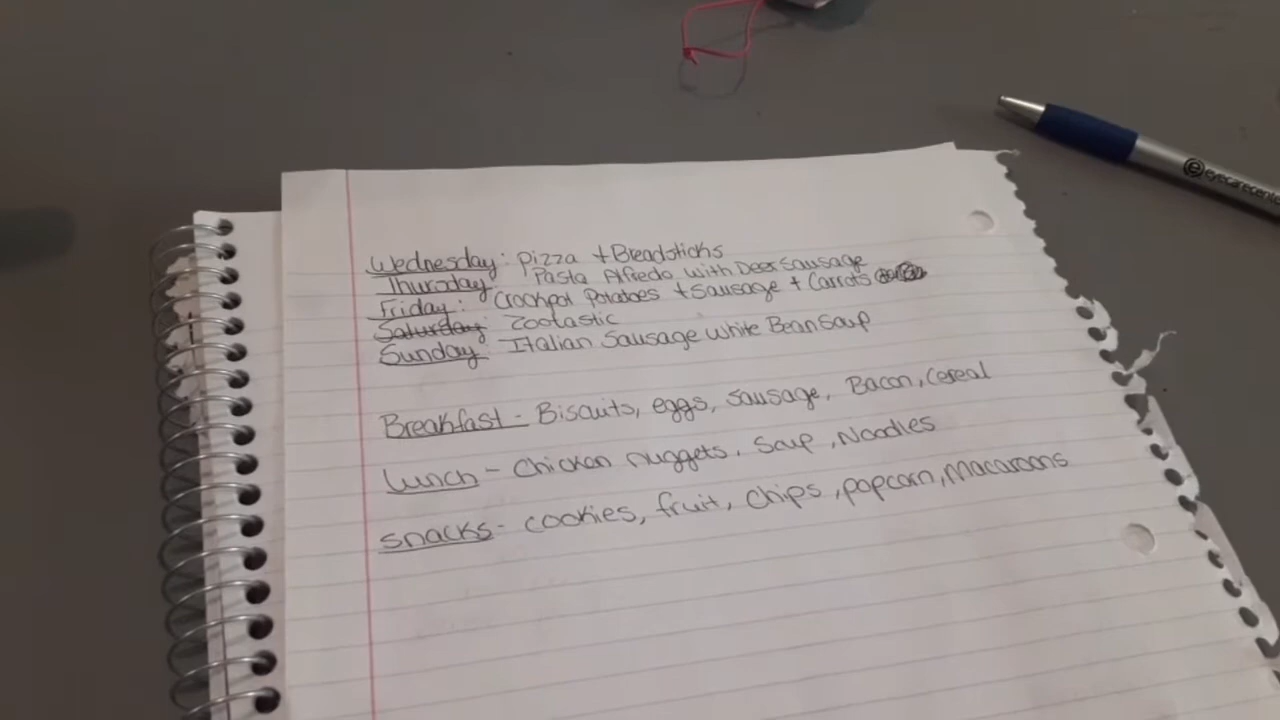 Wednesday: Pizza + Breadsticks
Thursday: Pasta Alfredo with Deer Sausage
Friday: Crockpot Potatoes + Sausage + Carrots
Saturday: Zootastic
Sunday: Italian Sausage White Bean Soup
Breakfast - Biscuits, eggs, sausage, Bacon, Cereal
Lunch - Chicken nuggets, Soup, Noodles
Snacks - cookies, fruit, chips, popcorn, Macaroons
eyecarecente